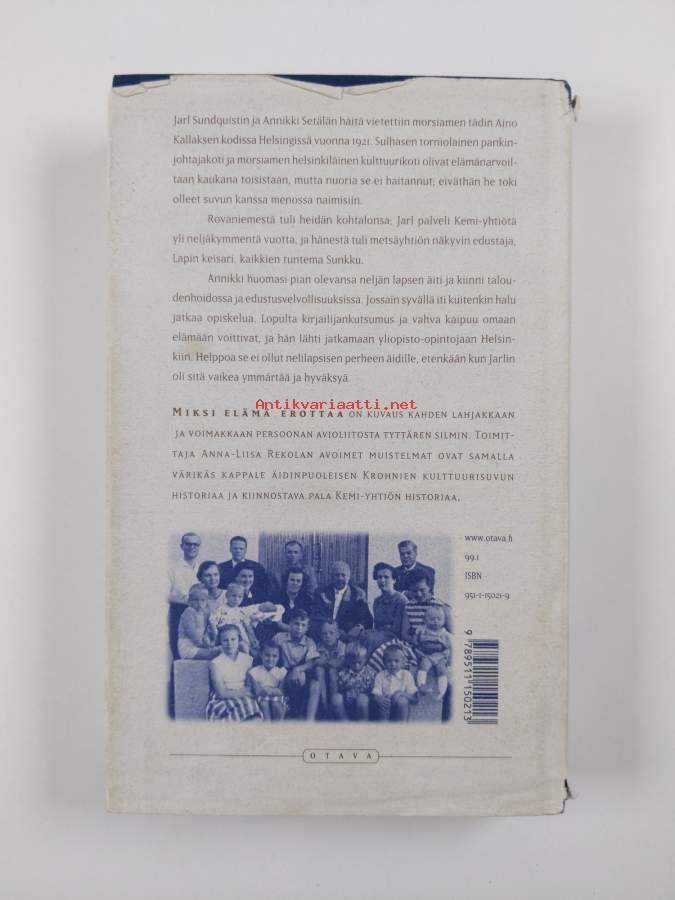 Jarl Sundquistin ja Annikki Setälän häitä vietettiin morsiamen tädin Aino
Kallaksen kodissa Helsingissä vuonna 1921. Sulhasen torniolainen pankin-
johtajakoti ja morsiamen helsinkiläinen kulttuurikoti olivat elämänarvoil-
taan kaukana toisistaan, mutta nuoria se ei haitannut; eiväthän he toki
olleet suvun kanssa menossa naimisiin.
Rovaniemestä tuli heidän kohtalonsa; Jarl palveli Kemi-yhtiötä
yli neljäkymmentä vuotta, ja hänestä tuli metsäyhtiön näkyvin edustaja,
Lapin keisari, kaikkien tuntema Sunkku.
Annikki huomasi pian olevansa neljän lapsen äiti ja kiinni talou-
denhoidossa ja edustusvelvollisuuksissa. Jossain syvällä iti kuitenkin halu
jatkaa opiskelua. Lopulta kirjailijankutsumus ja vahva kaipuu omaan
elämään voittivat, ja hän lähti jatkamaan yliopisto-opintojaan Helsin-
kiin. Helppoa se ei ollut nelilapsisen perheen äidille, etenkään kun Jarlin
oli sitä vaikea ymmärtää ja hyväksyä.
Antikvariaatti.net
Miksi elämä erottaa on kuvaus kahden lahjakkaan
ja voimakkaan persoonan avioliitosta tyttären silmin. Toimit-
taja Anna-Liisa Rekolan avoimet muistelmat ovat samalla
värikäs kappale äidinpuoleisen Krohnien kulttuurisuvun
historiaa ja kiinnostava pala Kemi-yhtiön historiaa.
www.otava.fi
99.1
ISBN
951-1-15021-9
9 789511 150213
OTAVA